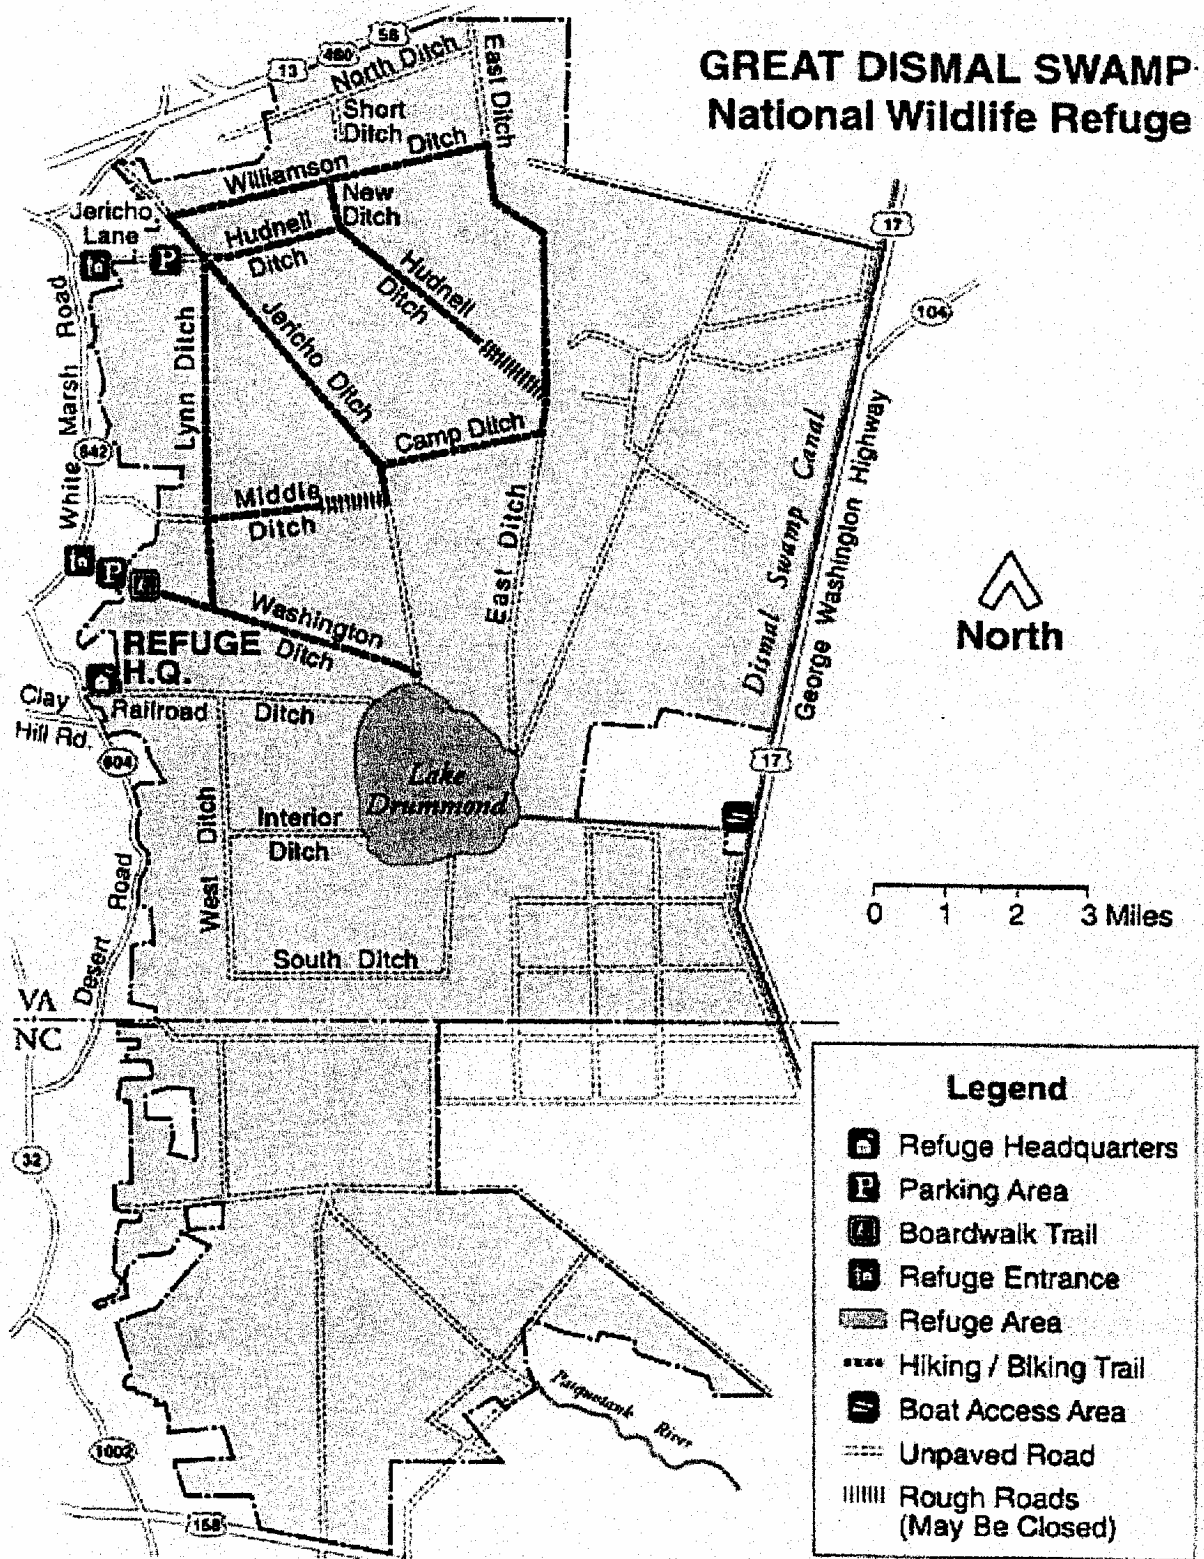 GREAT DISMAL SWAMP
National Wildlife Refuge
58
460
13
North Ditch
East Ditch
Short
Ditch
Williamson Ditch
New
Ditch
Jericho
Lane
Hudnell
Ditch
P
Hudnell
Ditch
17
104
Marsh Road
White
Lynn Ditch
Jericho Ditch
Camp Ditch
642
Middle
Ditch
East Ditch
Dismal Swamp Canal
George Washington Highway
North
P
Washington
Ditch
REFUGE
H.Q.
Clay
Hill Rd.
Railroad Ditch
604
17
Lake
Drummond
Interior
Ditch
West Ditch
Desert Road
South Ditch
0 1 2 3 Miles
VA
NC
32
1002
158
Pasquotank River
Legend
Refuge Headquarters
P Parking Area
Boardwalk Trail
Refuge Entrance
Refuge Area
Hiking / Biking Trail
Boat Access Area
Unpaved Road
Rough Roads
(May Be Closed)